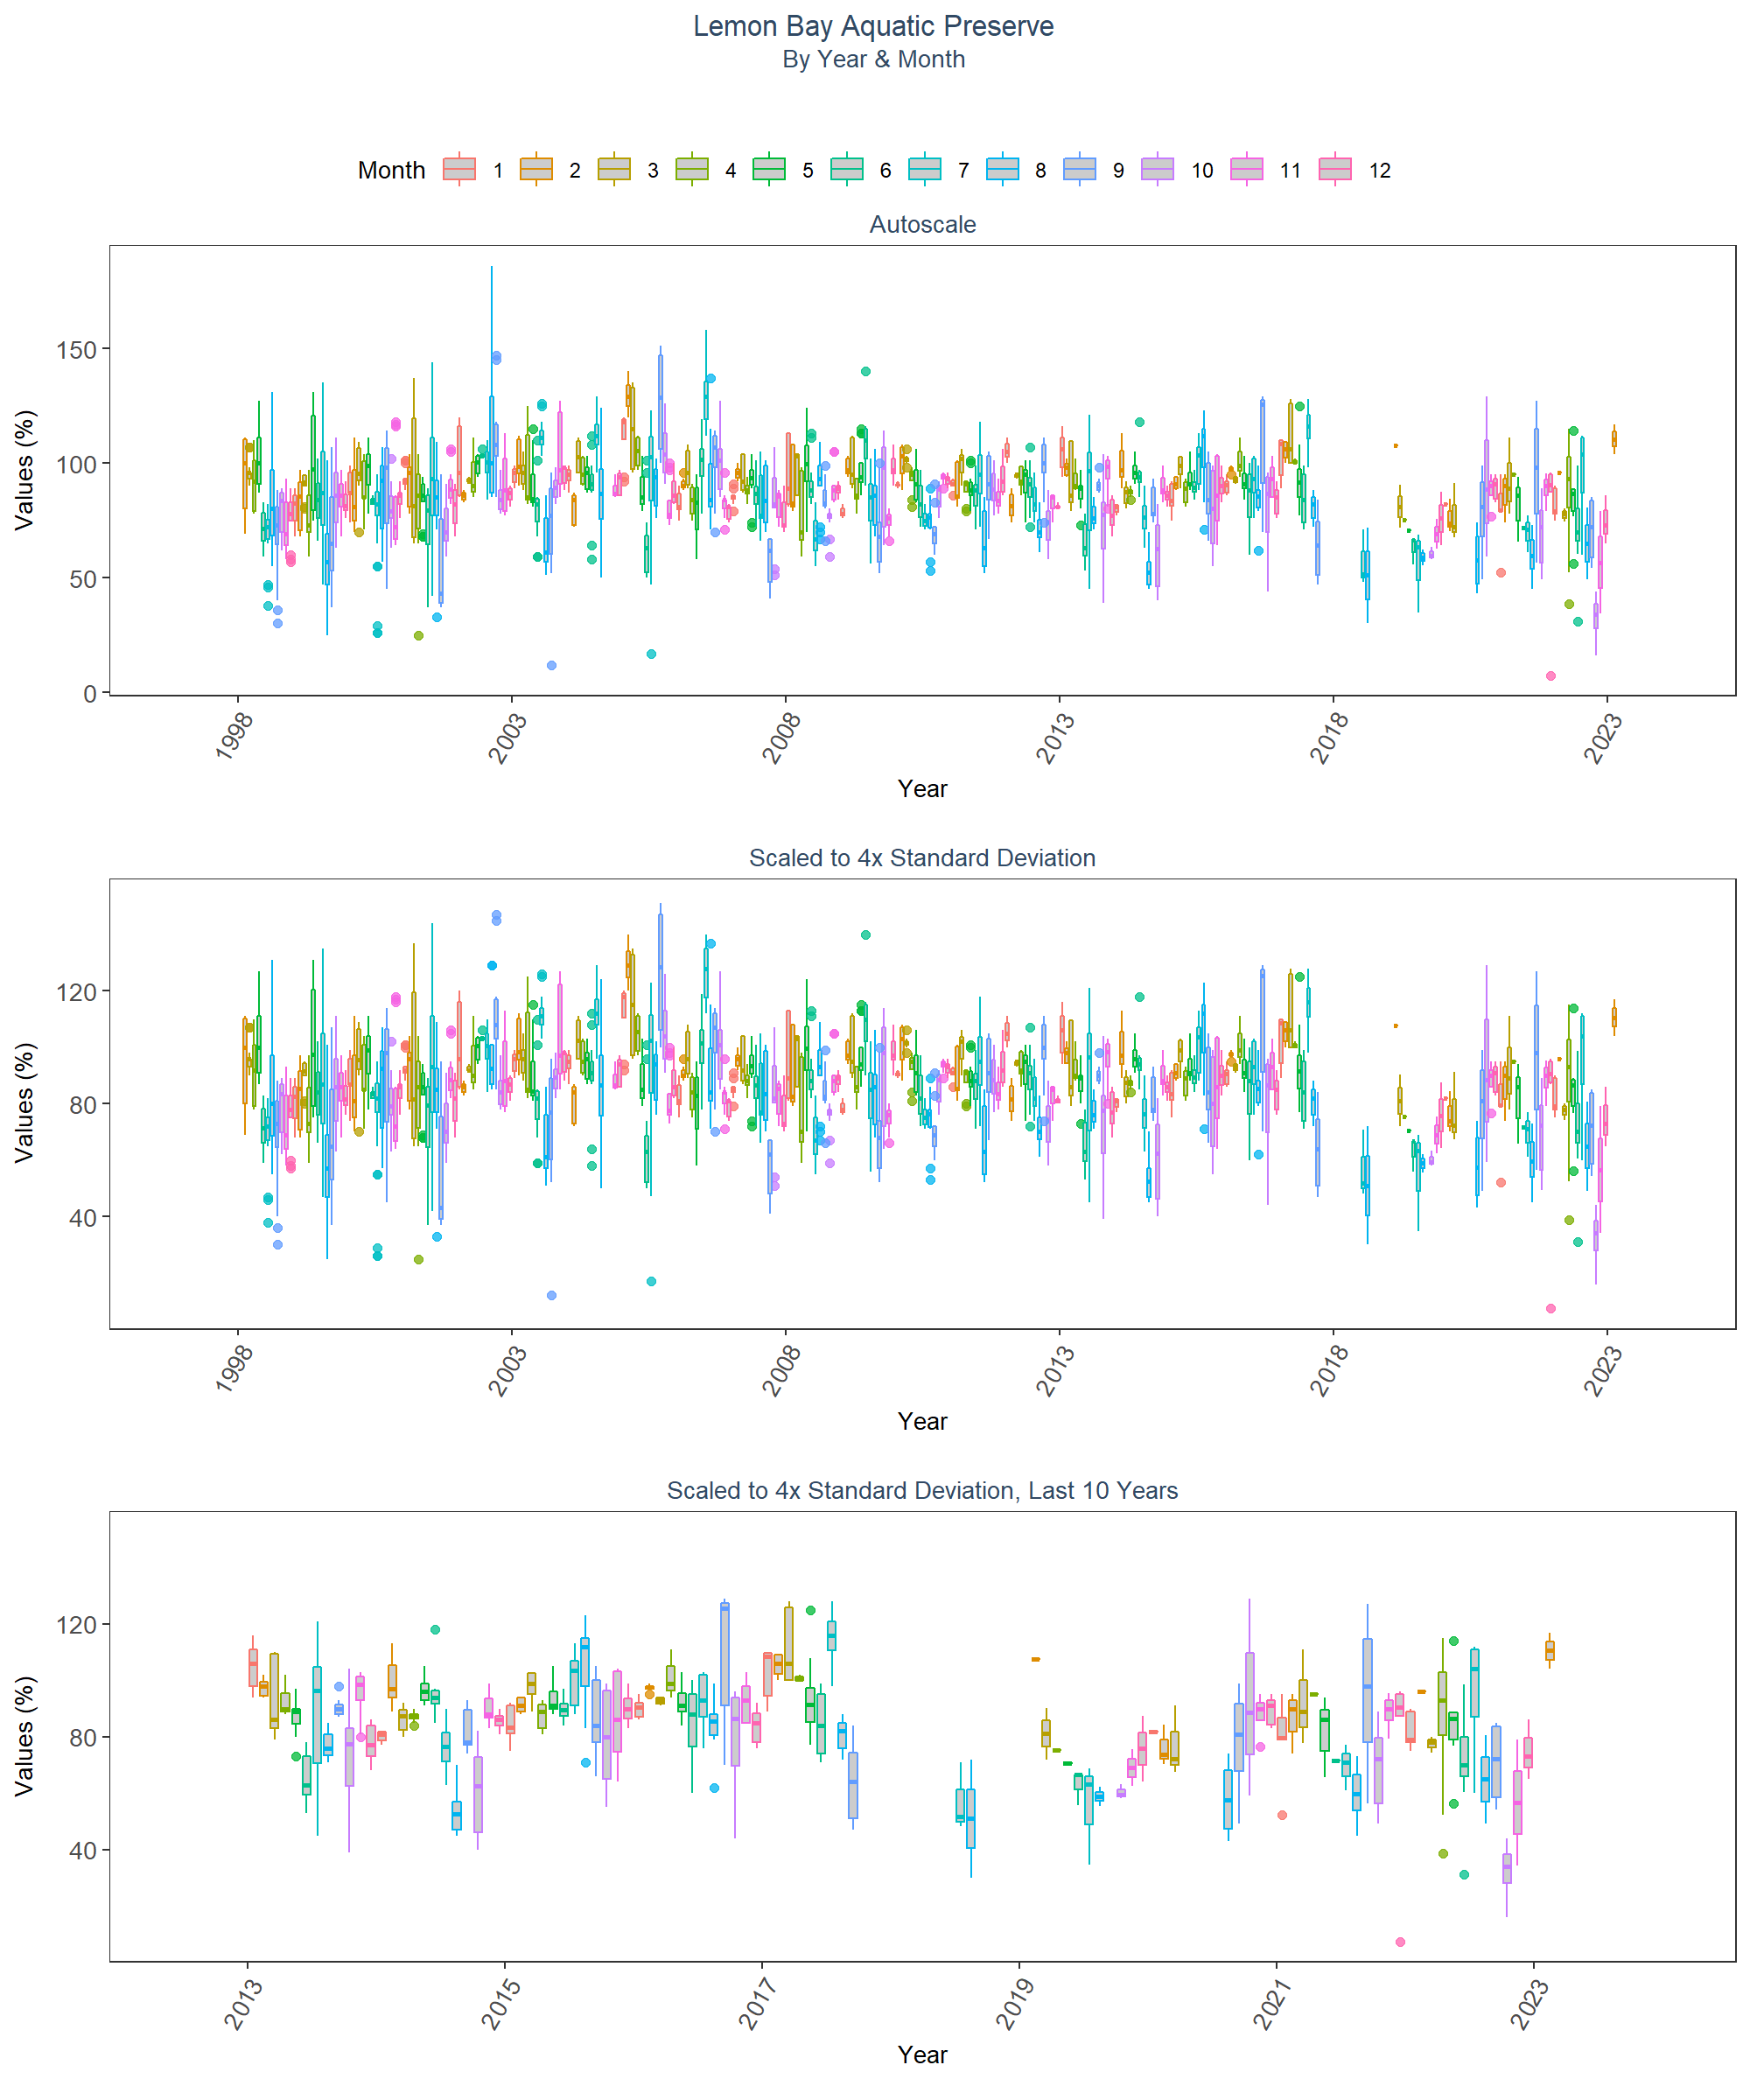 Lemon Bay Aquatic Preserve
By Year & Month
Month 1 2 3 4 5 6 7 8 9 10 11 12
Autoscale
Values (%)
150
100
50
0
1998 2003 2008 2013 2018 2023
Year
Scaled to 4x Standard Deviation
Values (%)
120
80
40
1998 2003 2008 2013 2018 2023
Year
Scaled to 4x Standard Deviation, Last 10 Years
Values (%)
120
80
40
2013 2015 2017 2019 2021 2023
Year